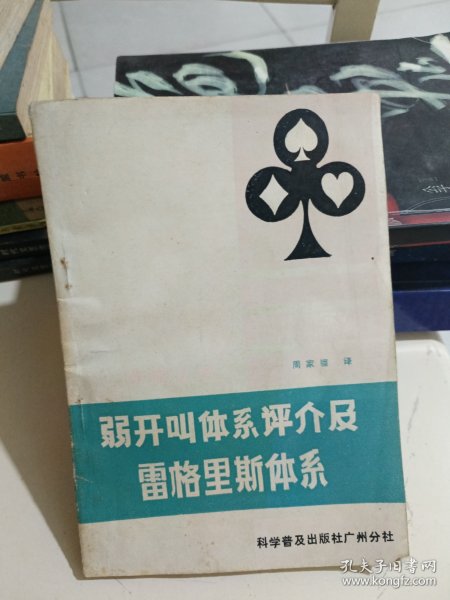 周家骝 译
弱开叫体系评介及
雷格里斯体系
科学普及出版社广州分社
孔夫子旧书网
www.kongfz.com